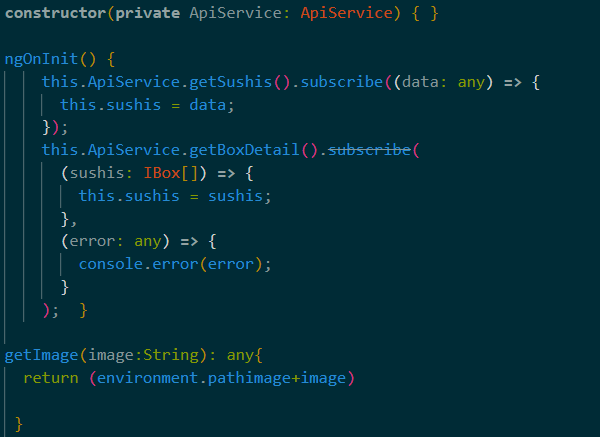 constructor(private ApiService: ApiService) { }
ngOnInit() {
this.ApiService.getSushis().subscribe((data: any) => {
this.sushis = data;
});
this.ApiService.getBoxDetail().subscribe(
(sushis: IBox[]) => {
this.sushis = sushis;
},
(error: any) => {
console.error(error);
}
);  }
getImage(image:String): any{
return (environment.pathimage+image)
}